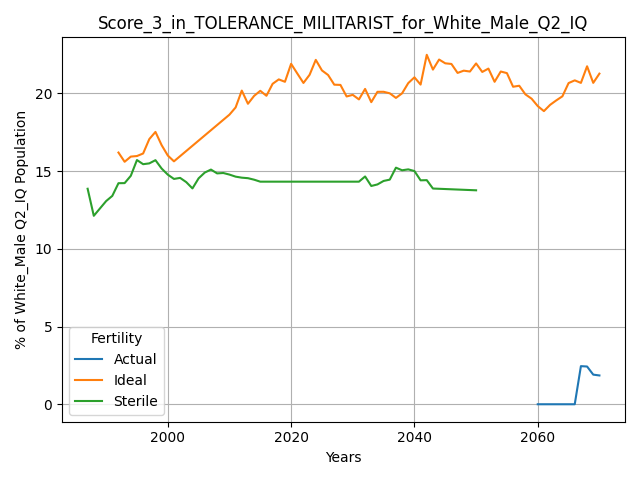 Score_3_in_TOLERANCE_MILITARIST_for_White_Male_Q2_IQ
% of White_Male Q2_IQ Population
20
15
10
5
0
Fertility
Actual
Ideal
Sterile
2000
2020
2040
2060
Years